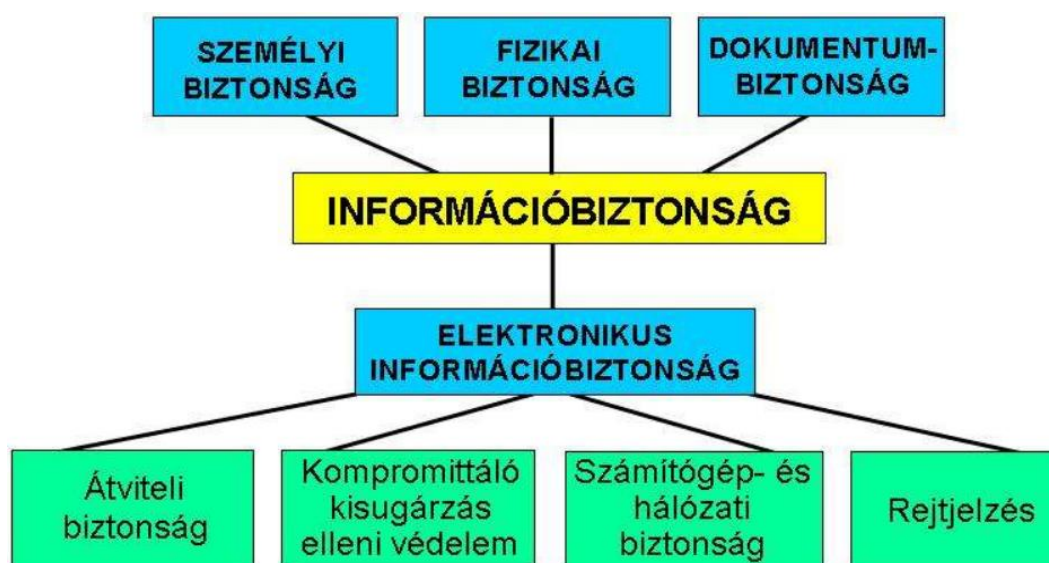 SZEMÉLYI
BIZTONSÁG
FIZIKAI
BIZTONSÁG
DOKUMENTUM-
BIZTONSÁG
INFORMÁCIÓBIZTONSÁG
ELEKTRONIKUS
INFORMÁCIÓBIZTONSÁG
Átviteli
biztonság
Kompromittáló
kisugárzás
elleni védelem
Számítógép- és
hálózati
biztonság
Rejtjelzés